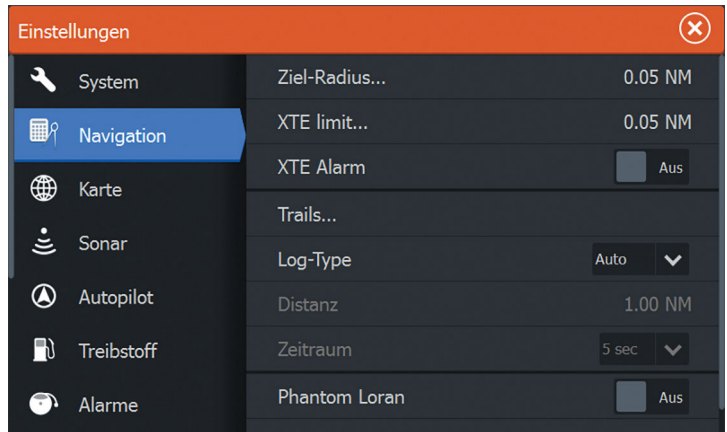 Einstellungen
System
Navigation
Karte
Sonar
Autopilot
Treibstoff
Alarme
Ziel-Radius... 0.05 NM
XTE limit... 0.05 NM
XTE Alarm Aus
Trails...
Log-Type Auto
Distanz 1.00 NM
Zeitraum 5 sec
Phantom Loran Aus